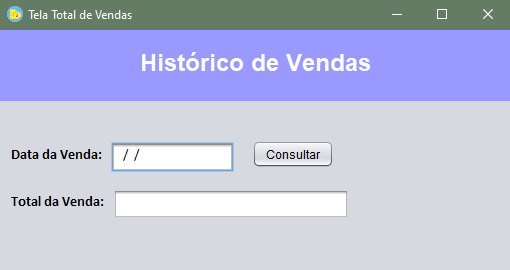 Tela Total de Vendas
Histórico de Vendas
Data da Venda: / / Consultar
Total da Venda: